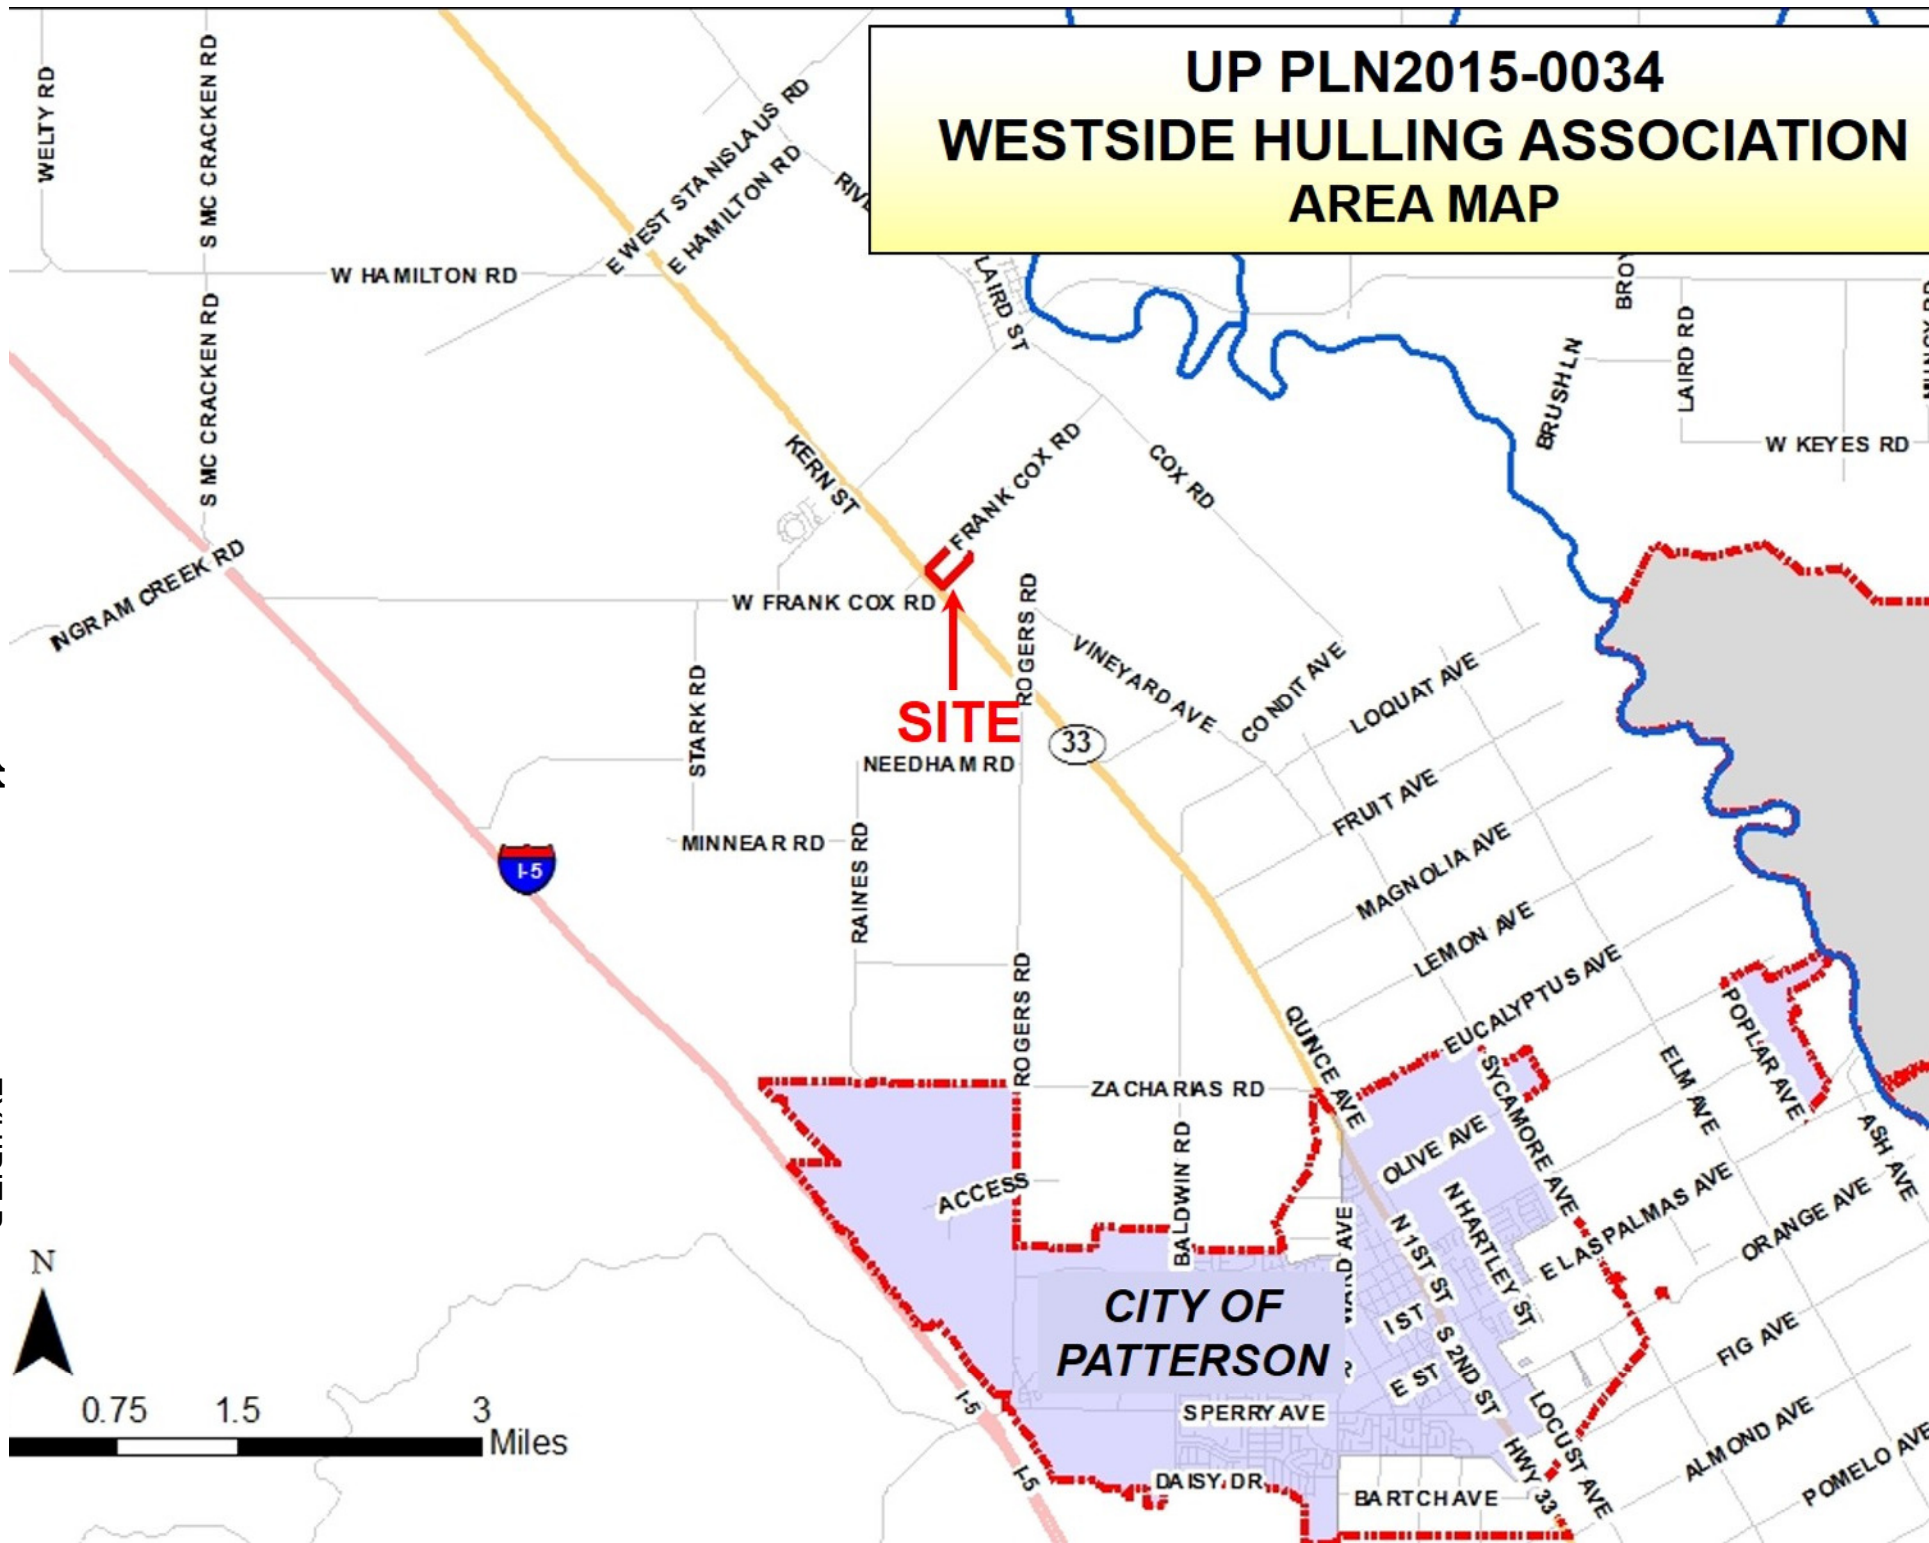 UP PLN2015-0034
WESTSIDE HULLING ASSOCIATION
AREA MAP
WELTY RD
S MC CRACKEN RD
E WEST STANISLAUS RD
E HAMILTON RD
W HAMILTON RD
S MC CRACKEN RD
LAIRD ST
LAIRD RD
BRUSH LN
W KEYES RD
KERN ST
FRANK COX RD
COX RD
INGRAM CREEK RD
W FRANK COX RD
ROGERS RD
SITE
VINEYARD AVE
CONDIT AVE
LOQUAT AVE
STARK RD
33
NEEDHAM RD
FRUIT AVE
MINNEAR RD
RAINES RD
I-5
MAGNOLIA AVE
LEMON AVE
EUCALYPTUS AVE
ROGERS RD
QUINCE AVE
POPLAR AVE
ZACHARIAS RD
SYCAMORE AVE
ELM AVE
ASH AVE
OLIVE AVE
BALDWIN RD
ACCESS
N HARTLEY ST
E LAS PALMAS AVE
ORANGE AVE
N 1ST ST
WARD AVE
CITY OF
PATTERSON
I ST
S 2ND ST
E ST
FIG AVE
N
0.75 1.5 3
Miles
I-5
SPERRY AVE
LOCUST AVE
ALMOND AVE
HWY 33
I-5
DAISY DR
BARTCH AVE
POMELO AVE